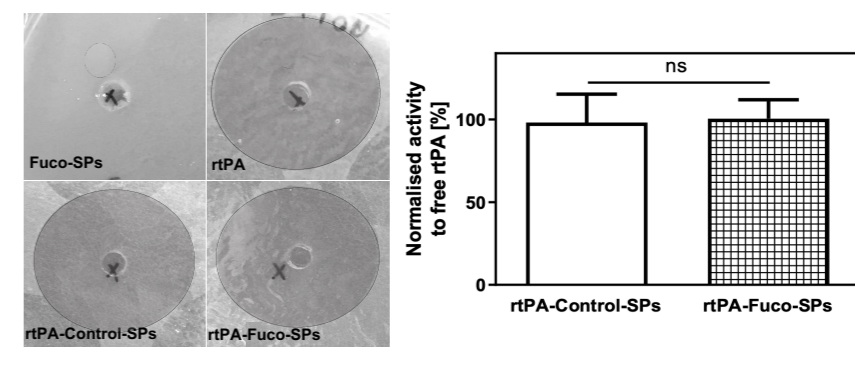 Fuco-SPs
rtPA
rtPA-Control-SPs
rtPA-Fuco-SPs
Normalised activity
to free rtPA [%]
100
50
0
ns
rtPA-Control-SPs
rtPA-Fuco-SPs